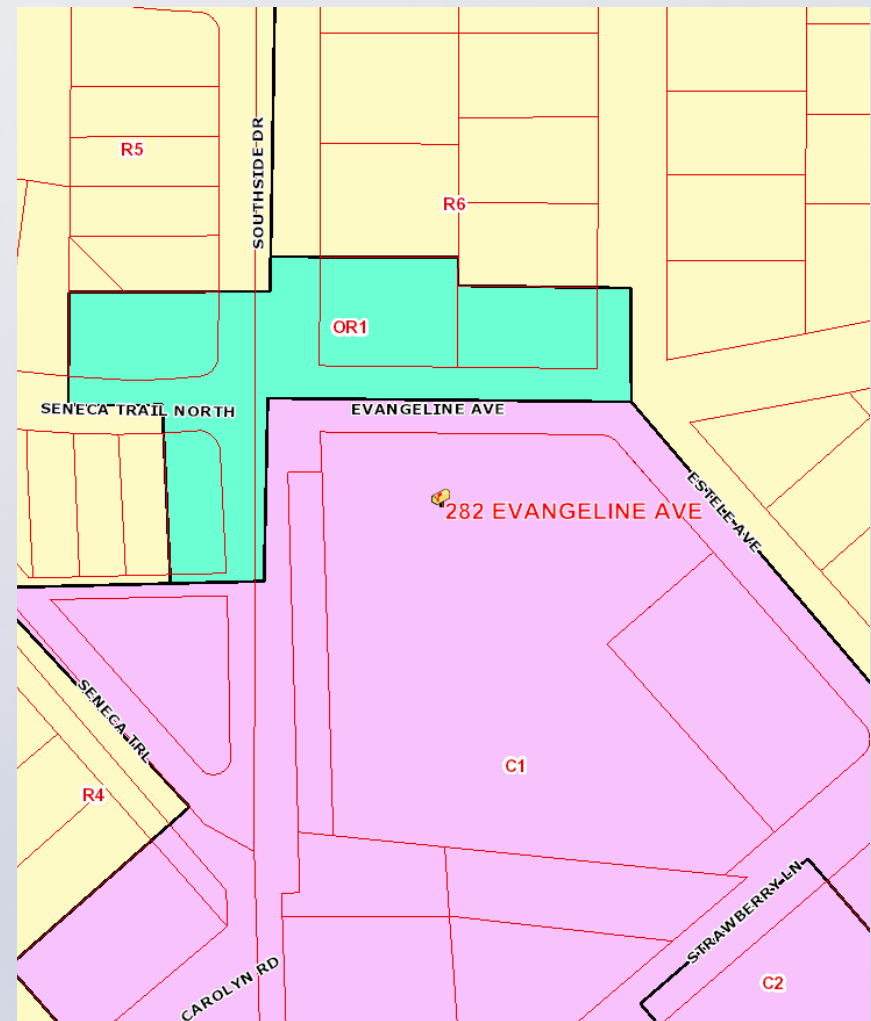 R5
SOUTHSIDE DR
R6
OR1
SENECA TRAIL NORTH
EVANGELINE AVE
282 EVANGELINE AVE
ESTELE AVE
SENECA TRL
R4
C1
STRAWBERRY LN
CAROLYN RD
C2